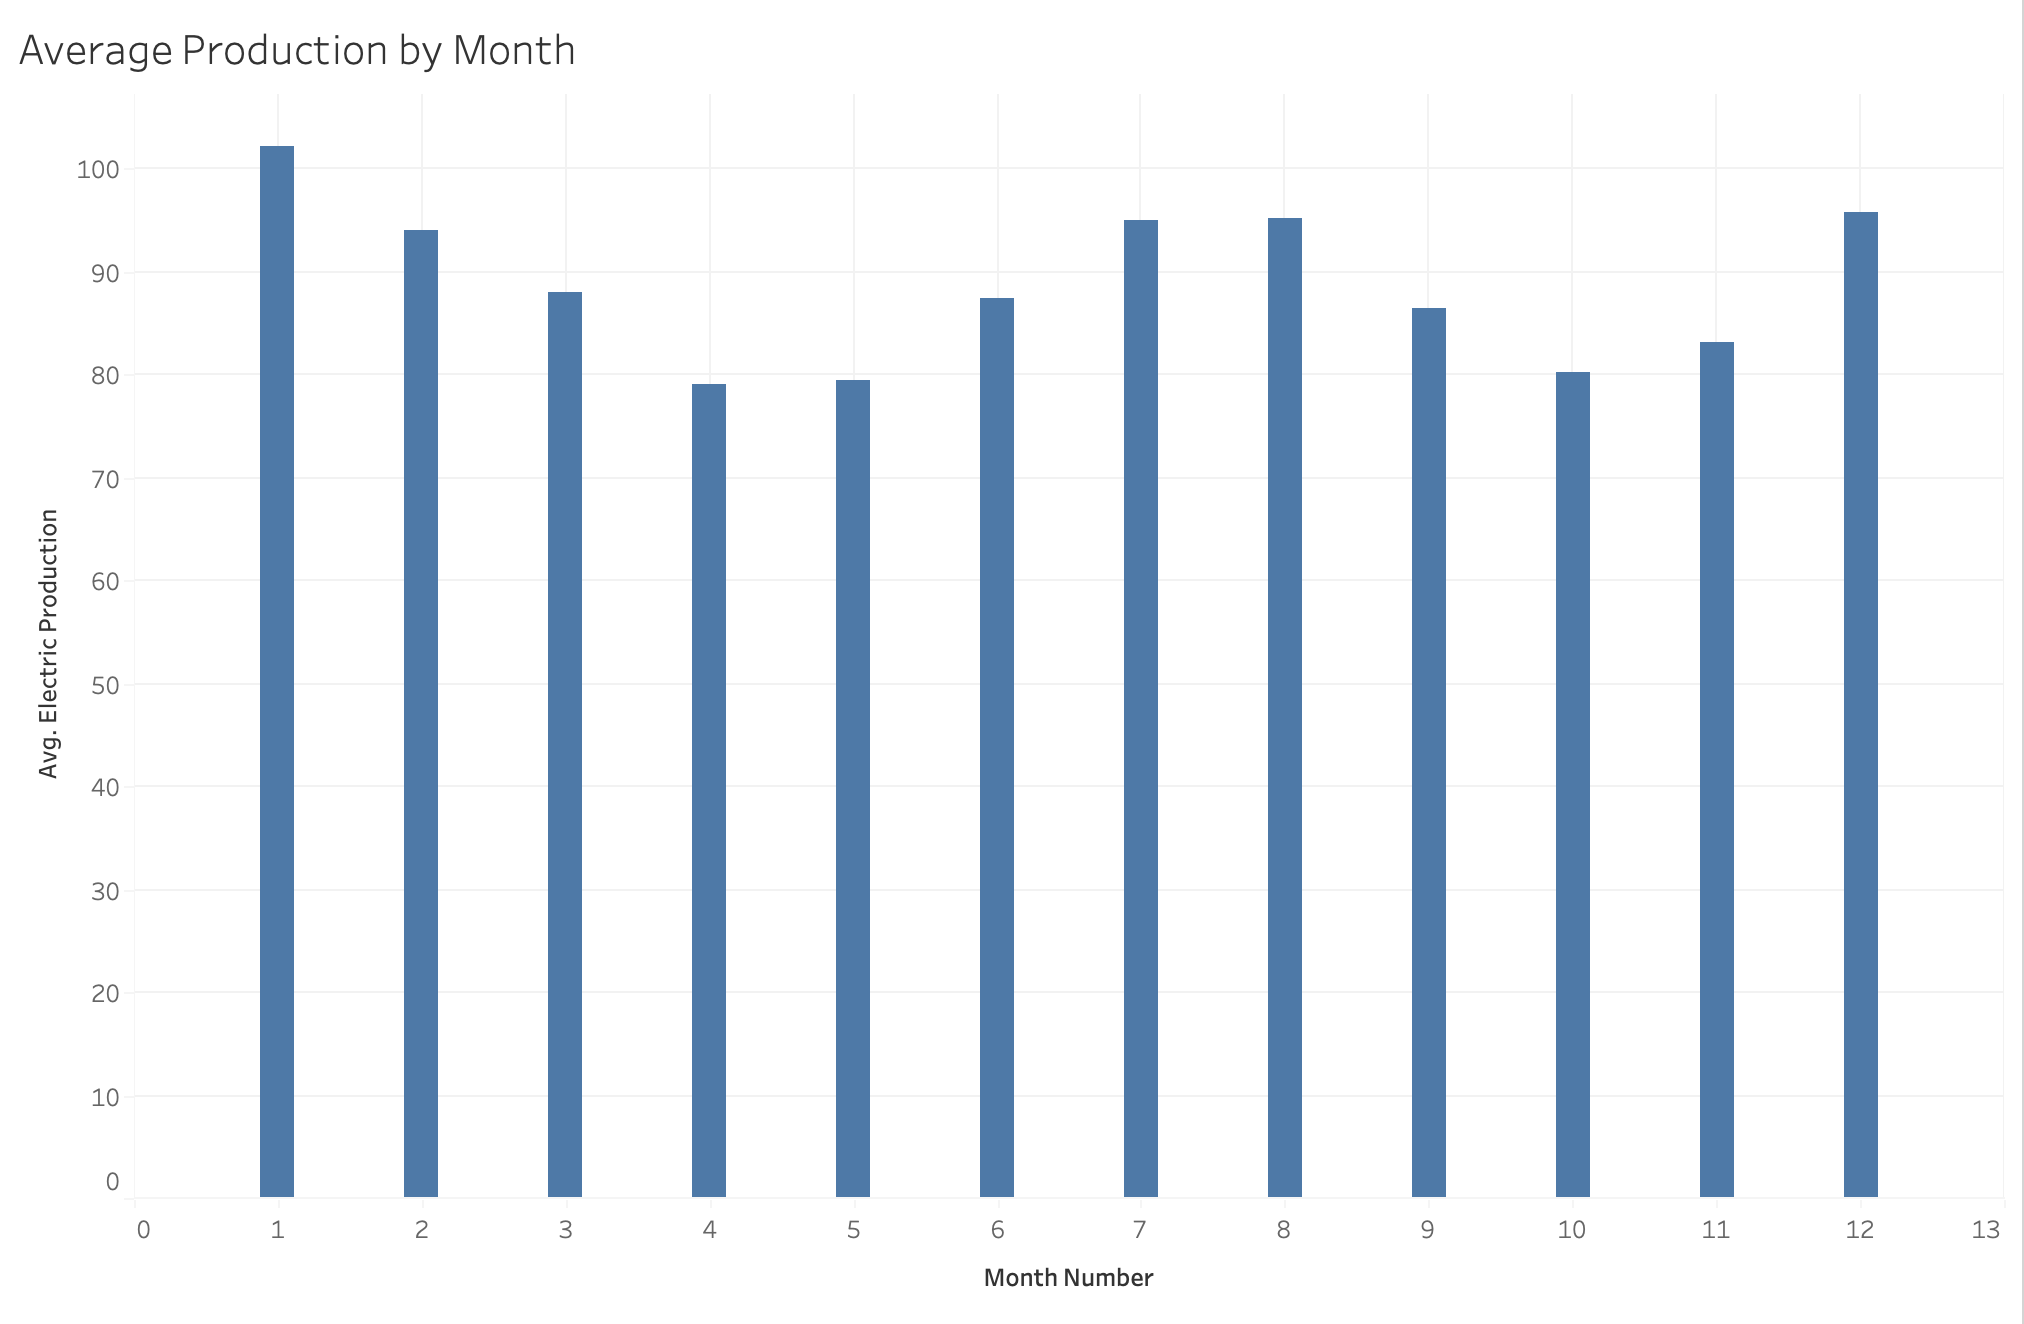 Average Production by Month
100
90
80
70
60
50
40
30
20
10
0
Avg. Electric Production
0 1 2 3 4 5 6 7 8 9 10 11 12 13
Month Number